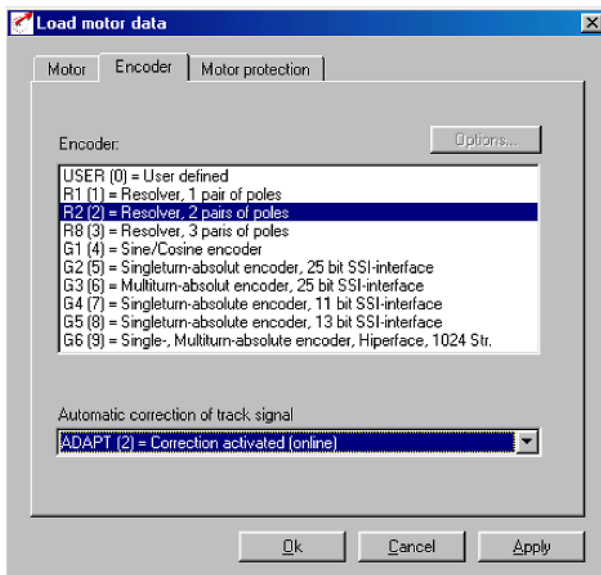 Load motor data
Motor
Encoder
Motor protection
Encoder:
Options...
USER (0) = User defined
R1 (1) = Resolver, 1 pair of poles
R2 (2) = Resolver, 2 pairs of poles
R8 (3) = Resolver, 3 paris of poles
G1 (4) = Sine/Cosine encoder
G2 (5) = Singleturn-absolut encoder, 25 bit SSI-interface
G3 (6) = Multiturn-absolut encoder, 25 bit SSI-interface
G4 (7) = Singleturn-absolute encoder, 11 bit SSI-interface
G5 (8) = Singleturn-absolute encoder, 13 bit SSI-interface
G6 (9) = Single-, Multiturn-absolute encoder, Hiperface, 1024 Str.
Automatic correction of track signal
ADAPT (2) = Correction activated (online)
Ok
Cancel
Apply